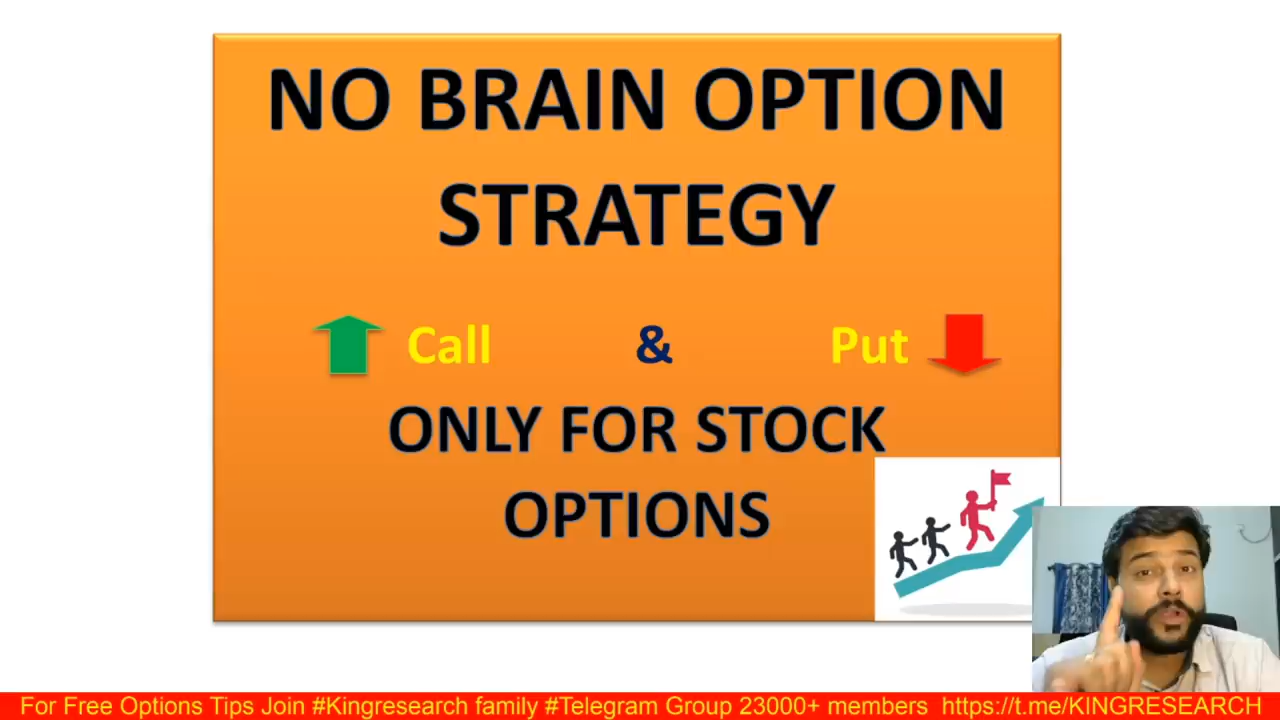 NO BRAIN OPTION
STRATEGY
Call & Put
ONLY FOR STOCK
OPTIONS
For Free Options Tips Join #Kingresearch family #Telegram Group 23000+ members https://t.me/KINGRESEARCH